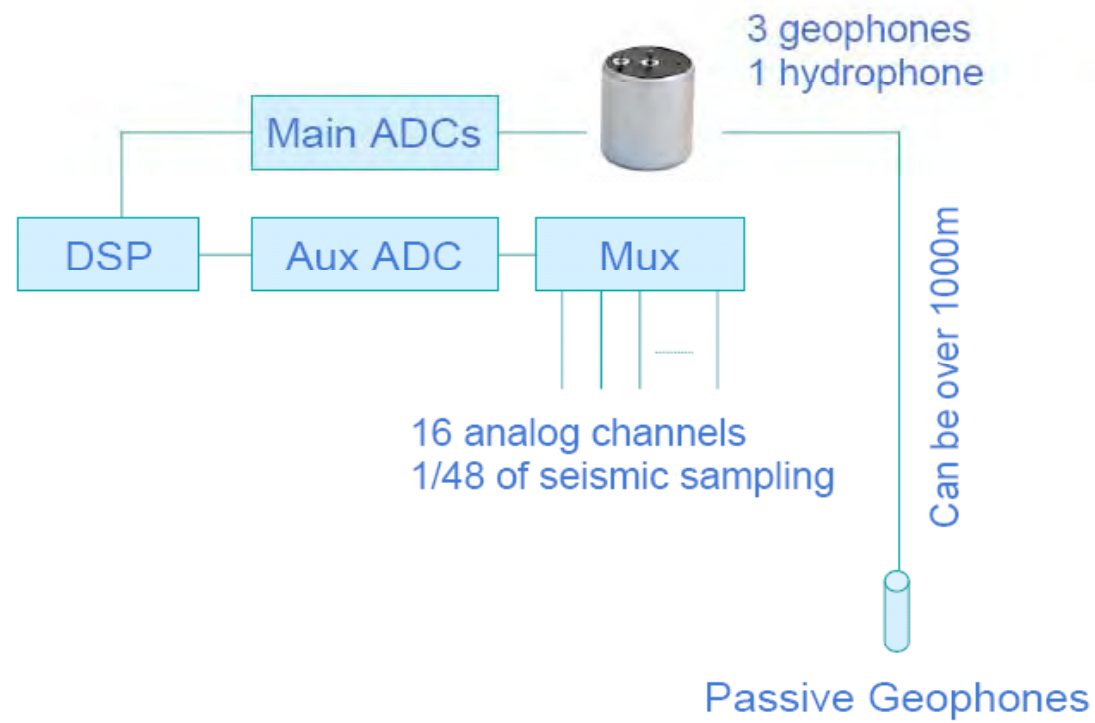 3 geophones
1 hydrophone
Main ADCs
DSP
Aux ADC
Mux
16 analog channels
1/48 of seismic sampling
Can be over 1000m
Passive Geophones